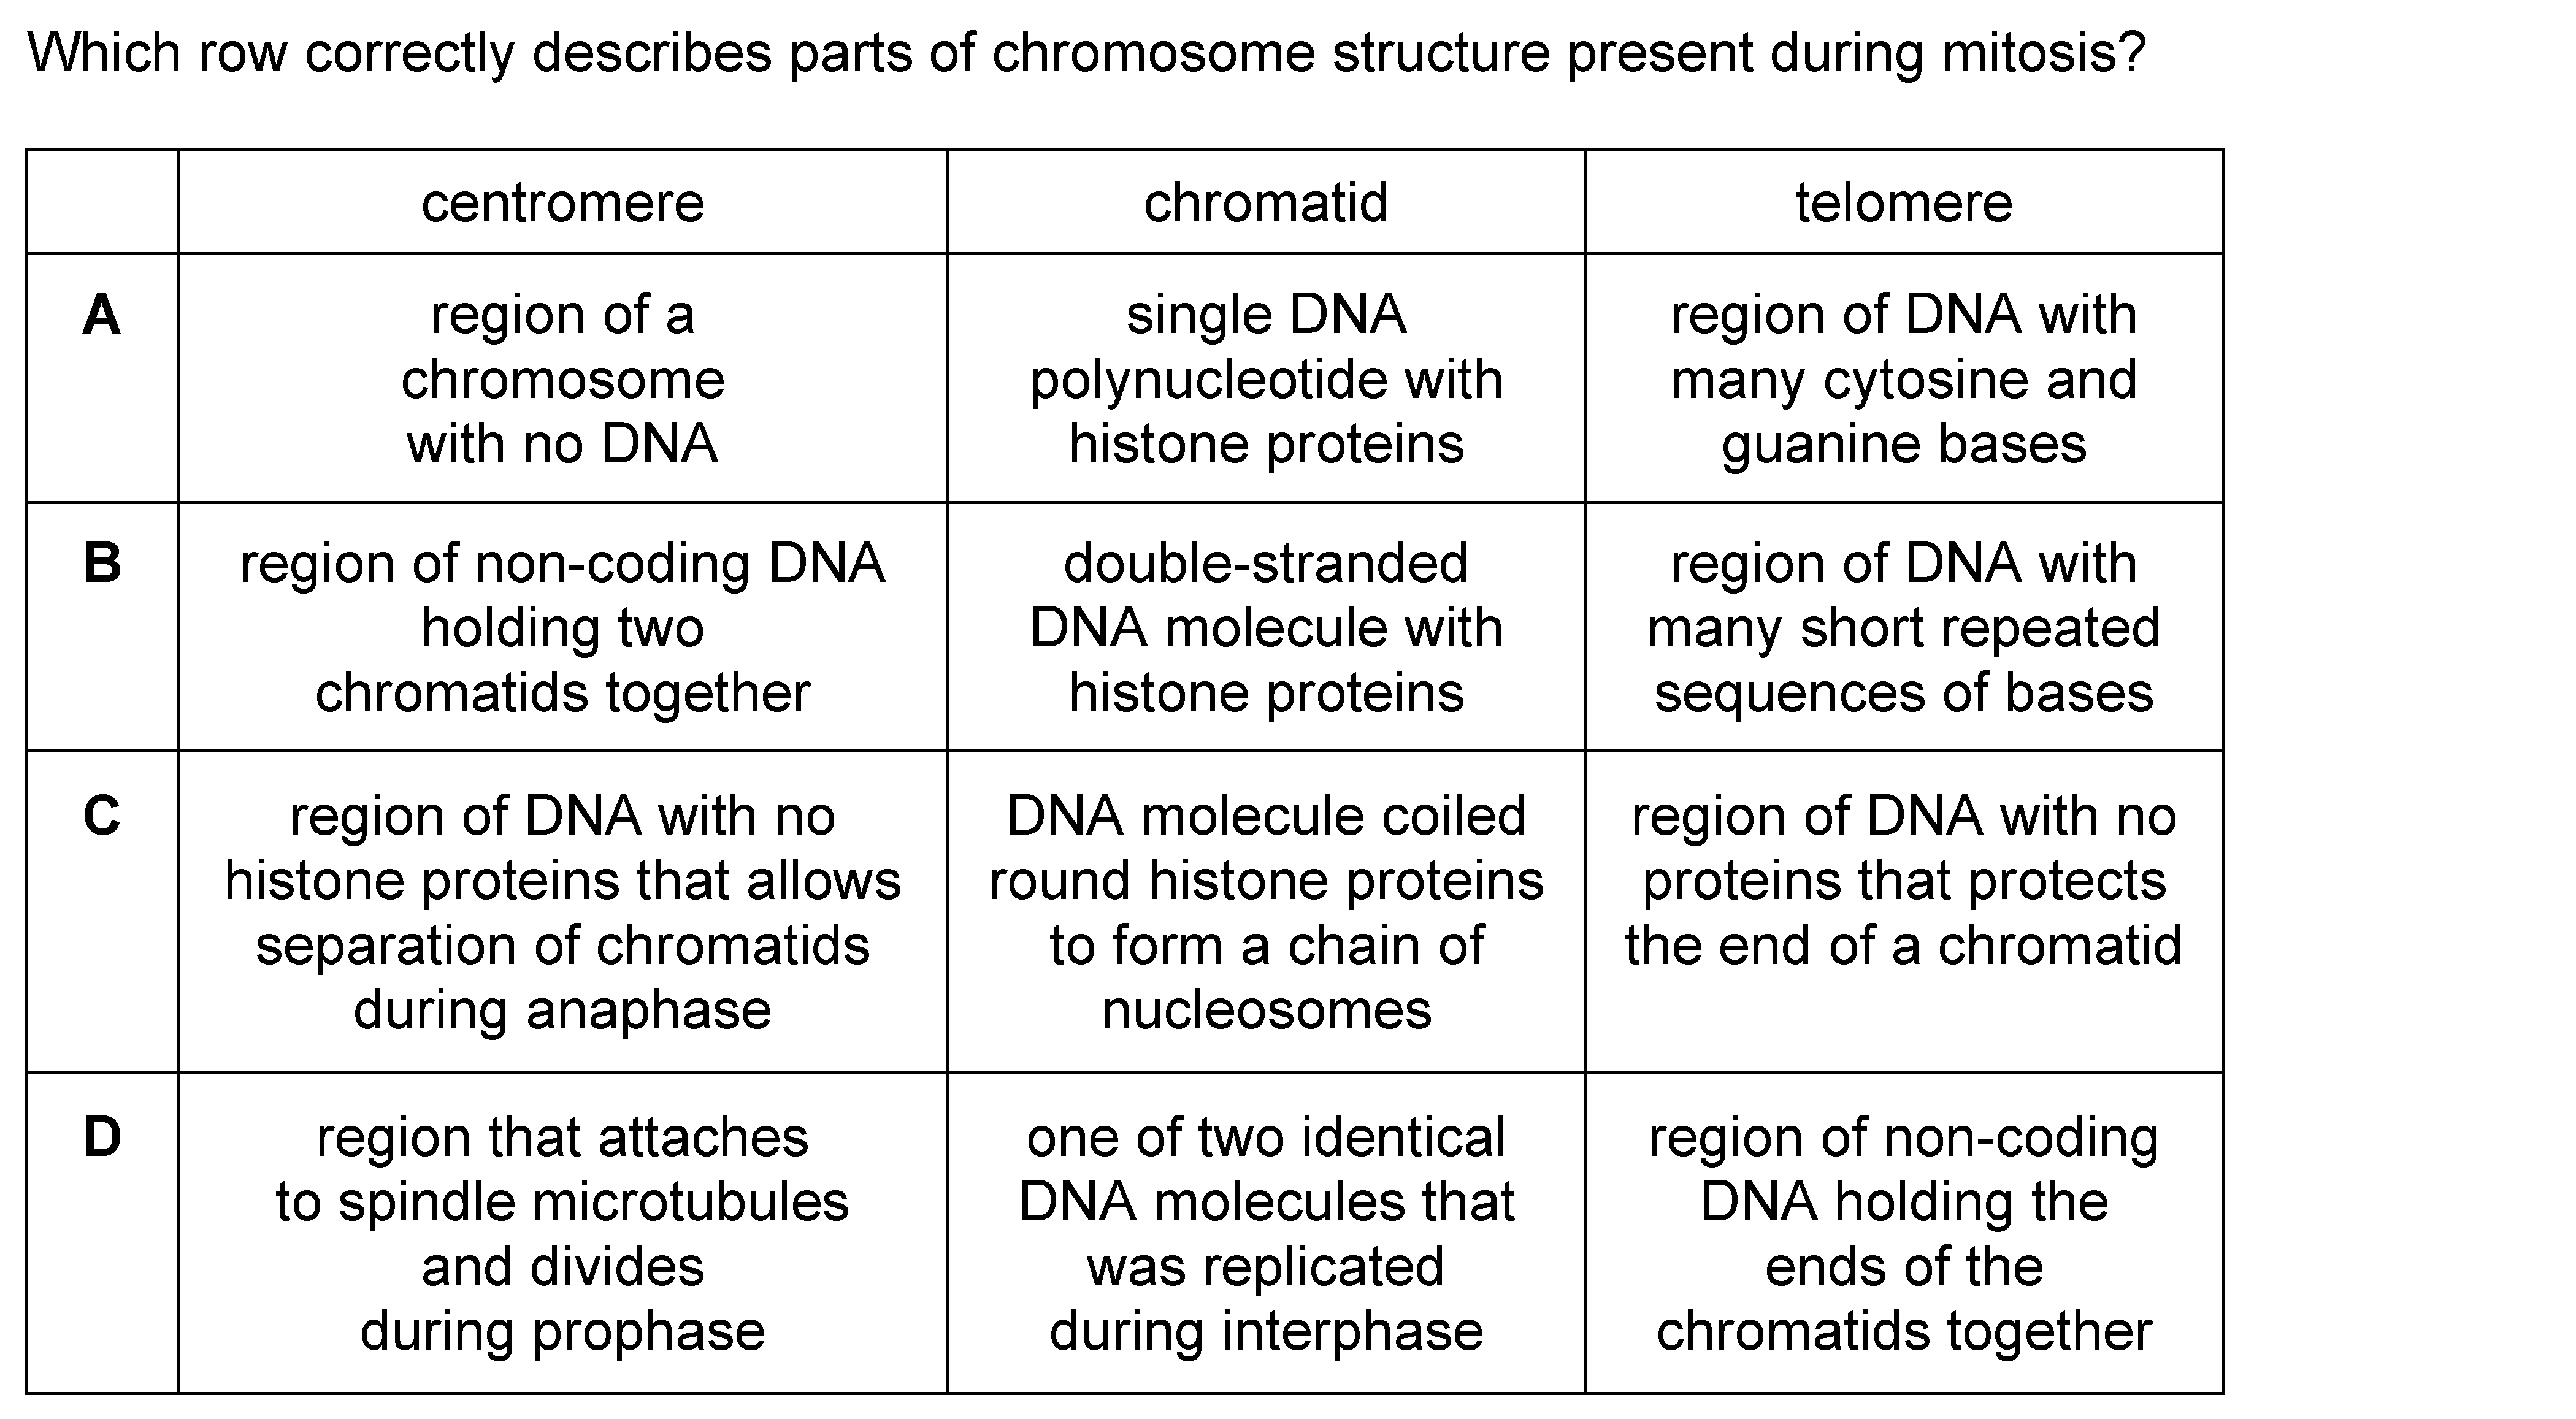 Which row correctly describes parts of chromosome structure present during mitosis?
centromere chromatid telomere
A region of a single DNA region of DNA with
chromosome polynucleotide with many cytosine and
with no DNA histone proteins guanine bases
B region of non-coding DNA double-stranded region of DNA with
holding two DNA molecule with many short repeated
chromatids together histone proteins sequences of bases
C region of DNA with no DNA molecule coiled region of DNA with no
histone proteins that allows round histone proteins proteins that protects
separation of chromatids to form a chain of the end of a chromatid
during anaphase nucleosomes
D region that attaches one of two identical region of non-coding
to spindle microtubules DNA molecules that DNA holding the
and divides was replicated ends of the
during prophase during interphase chromatids together